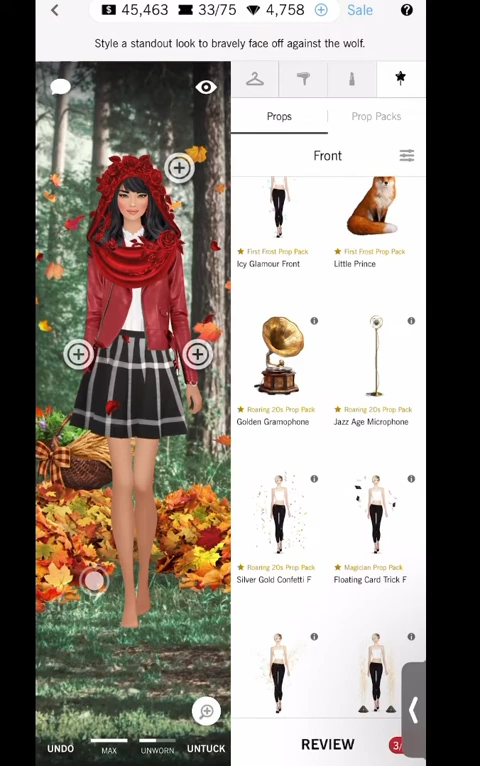 45,463 33/75 4,758 Sale
Style a standout look to bravely face off against the wolf.
Props Prop Packs
Front
First Frost Prop Pack First Frost Prop Pack
Icy Glamour Front Little Prince
Roaring 20s Prop Pack Roaring 20s Prop Pack
Golden Gramophone Jazz Age Microphone
Roaring 20s Prop Pack Magician Prop Pack
Silver Gold Confetti F Floating Card Trick F
UNDO MAX UNWORN UNTUCK REVIEW 3/